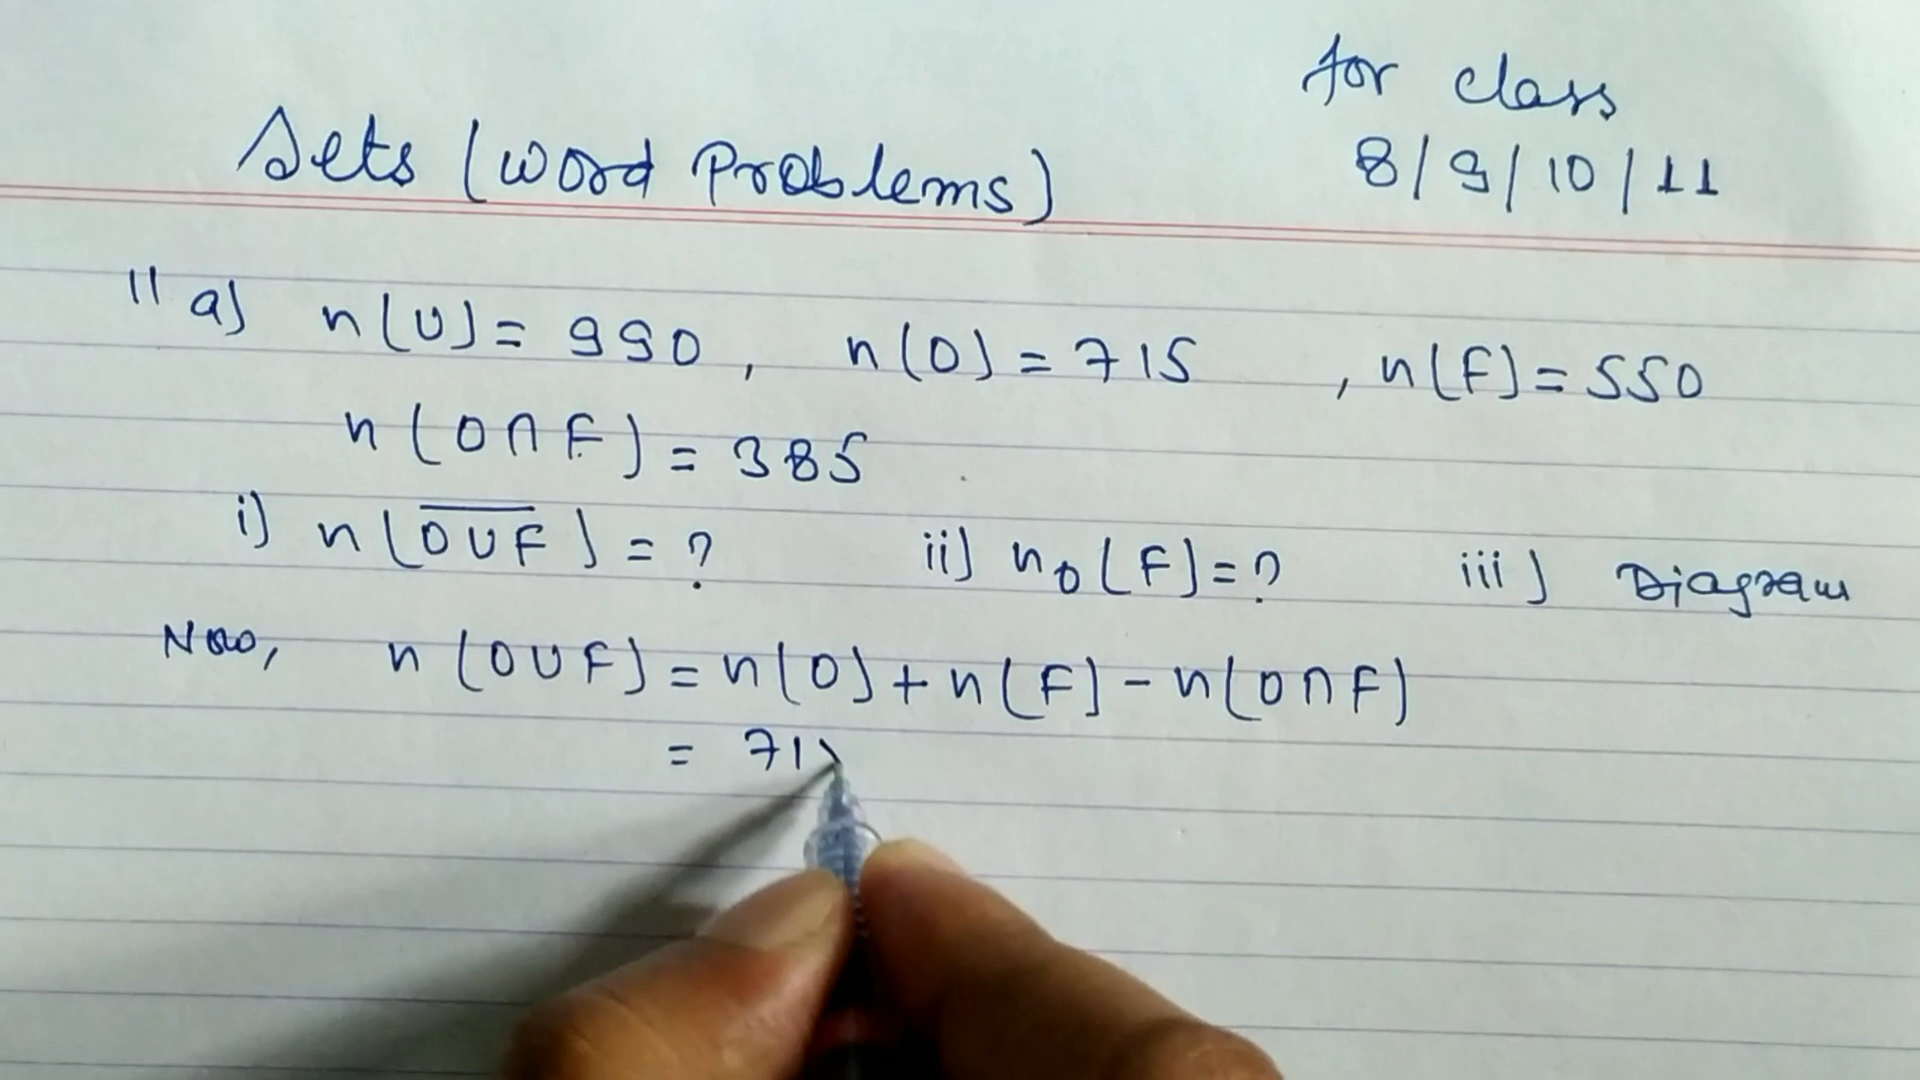 for class
8/9/10/11
Sets (Word Problems)
11 a) n(U) = 990, n(O) = 715, n(F) = 550
n(O∩F) = 385
i) n(\overline{O∪F}) = ? ii) n₀(F) = ? iii) Diagram
Now, n(O∪F) = n(O) + n(F) - n(O∩F)
= 71